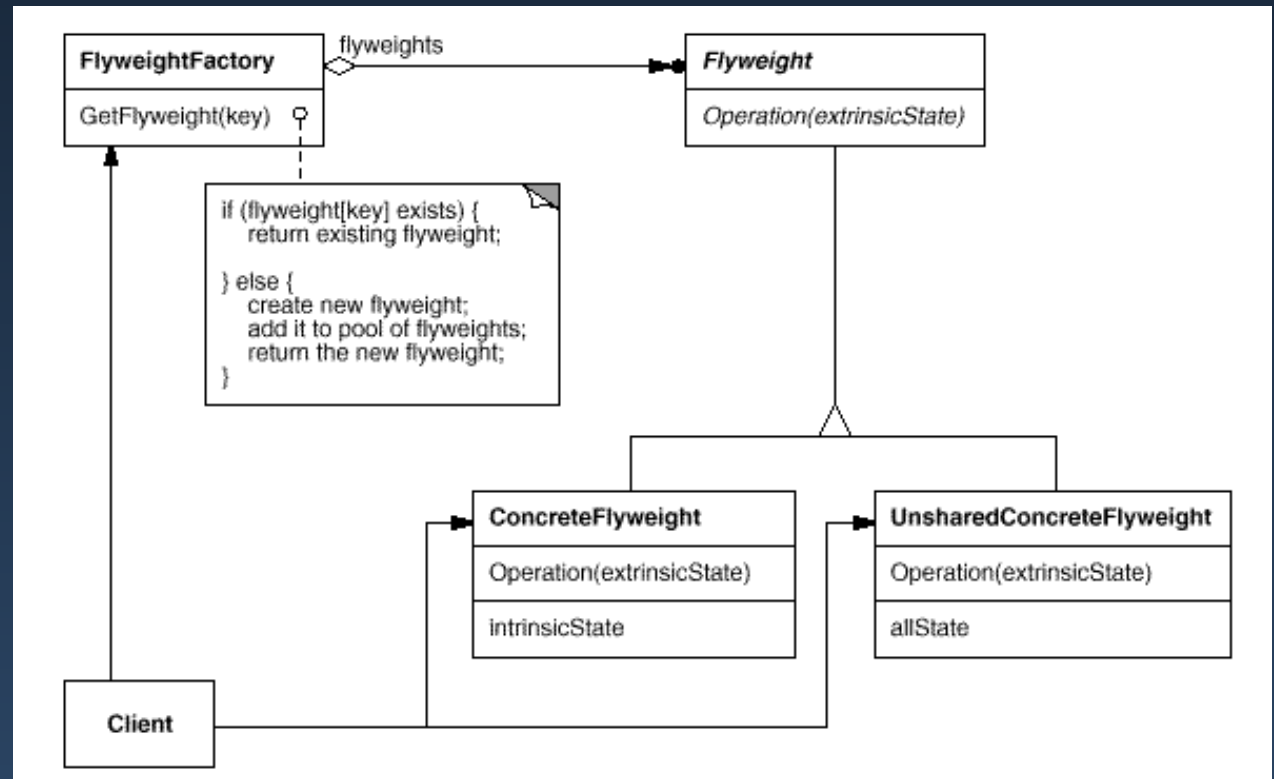 FlyweightFactory
GetFlyweight(key)
flyweights
Flyweight
Operation(extrinsicState)
if (flyweight[key] exists) {
return existing flyweight;
} else {
create new flyweight;
add it to pool of flyweights;
return the new flyweight;
}
ConcreteFlyweight
Operation(extrinsicState)
intrinsicState
UnsharedConcreteFlyweight
Operation(extrinsicState)
allState
Client